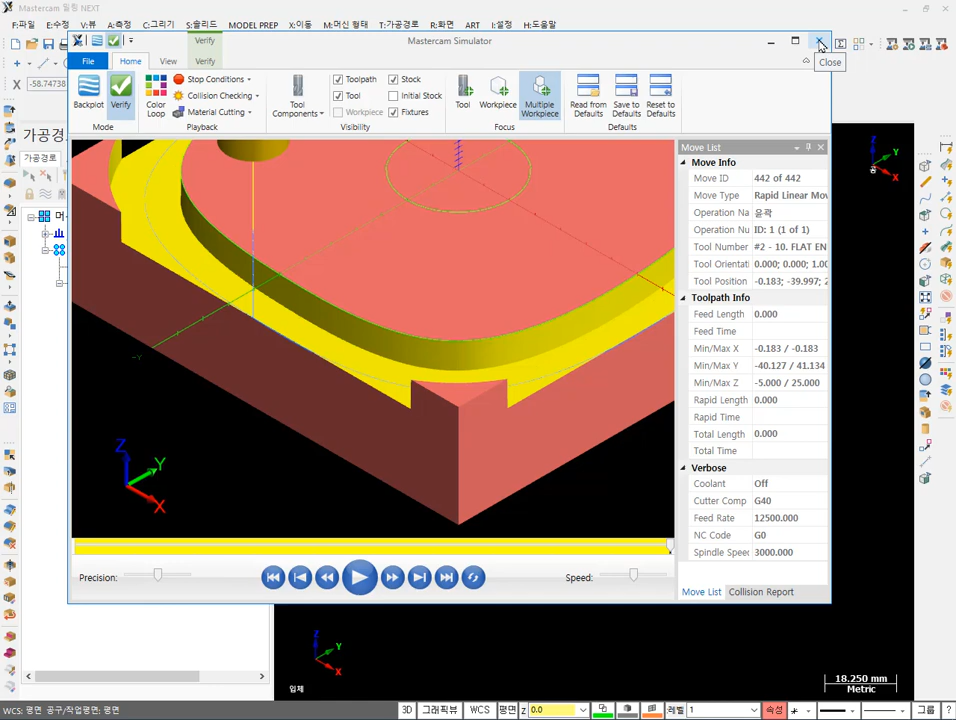 Mastercam 밀링 NEXT
F:파일 E:수정 V:뷰 A:측정 C:그리기 S:솔리드 MODEL PREP X:이동 M:머신 형태 T:가공경로 R:화면 ART I:설정 H:도움말
Verify
Mastercam Simulator
Close
File Home View Verify
X -58.74738
Backplot
Verify
Mode
Color Loop
Stop Conditions
Collision Checking
Material Cutting
Playback
Tool Components
Toolpath
Tool
Workpiece
Stock
Initial Stock
Fixtures
Visibility
Tool
Workpiece
Multiple Workpiece
Focus
Read from Defaults
Save to Defaults
Reset to Defaults
Defaults
가공경로
머
Move List
Move Info
Move ID 442 of 442
Move Type Rapid Linear Mov
Operation Na 윤곽
Operation Nu ID: 1 (1 of 1)
Tool Number #2 - 10. FLAT EN
Tool Orientat 0.000; 0.000; 1.00
Tool Position -0.183; -39.997; 2
Toolpath Info
Feed Length 0.000
Feed Time
Min/Max X -0.183 / -0.183
Min/Max Y -40.127 / 41.134
Min/Max Z -5.000 / 25.000
Rapid Length 0.000
Rapid Time
Total Length 0.000
Total Time
Verbose
Coolant Off
Cutter Comp G40
Feed Rate 12500.000
NC Code G0
Spindle Speed 3000.000
Move List Collision Report
-Y
Z
Y
X
Precision:
Speed:
Z
Y
X
Z
Y
X
18.250 mm
Metric
WCS: 평면 공구/작업평면: 평면
3D 그래픽뷰 WCS 평면 Z 0.0 레벨 1 속성 그룹 ?